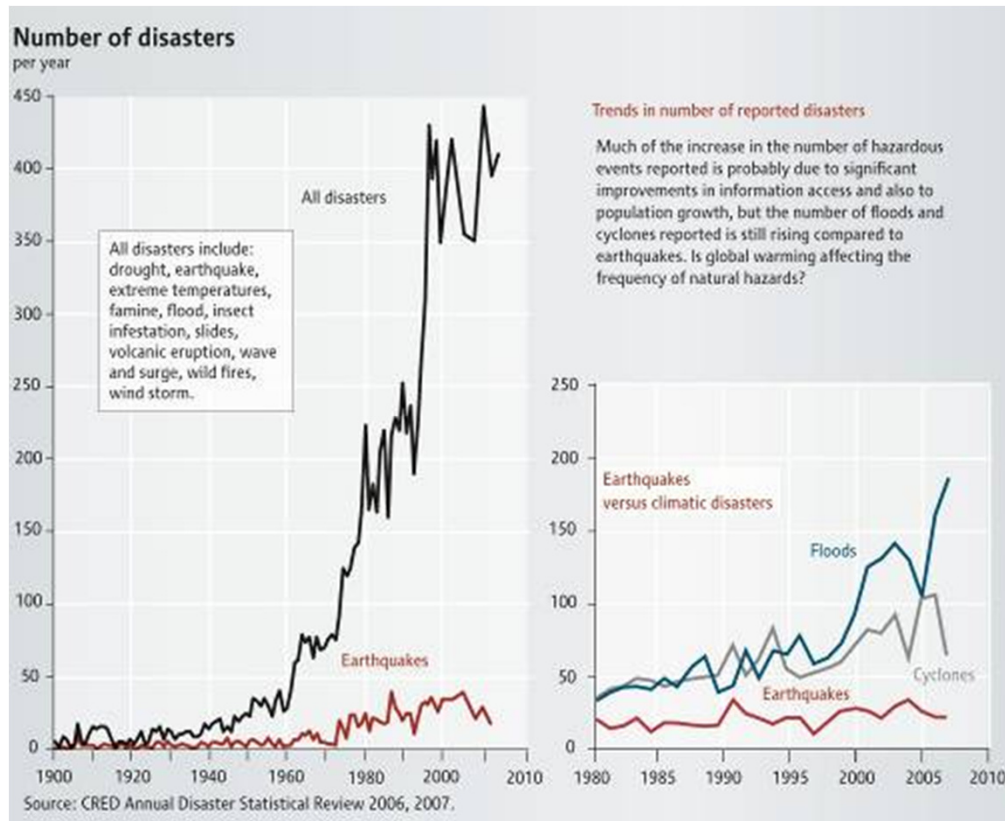 Number of disasters
per year
450
400
350
300
250
200
150
100
50
0
1900
1920
1940
1960
1980
2000
2010
All disasters
All disasters include:
drought, earthquake,
extreme temperatures,
famine, flood, insect
infestation, slides,
volcanic eruption, wave
and surge, wild fires,
wind storm.
Earthquakes
Trends in number of reported disasters
Much of the increase in the number of hazardous
events reported is probably due to significant
improvements in information access and also to
population growth, but the number of floods and
cyclones reported is still rising compared to
earthquakes. Is global warming affecting the
frequency of natural hazards?
250
200
150
100
50
0
1980
1985
1990
1995
2000
2005
2010
Earthquakes
versus climatic disasters
Floods
Cyclones
Earthquakes
Source: CRED Annual Disaster Statistical Review 2006, 2007.